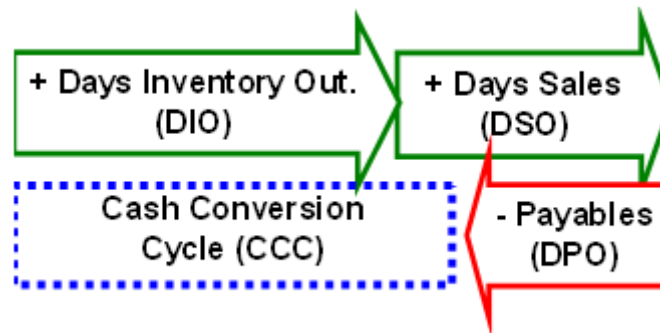 + Days Inventory Out.
(DIO)
+ Days Sales
(DSO)
Cash Conversion
Cycle (CCC)
- Payables
(DPO)